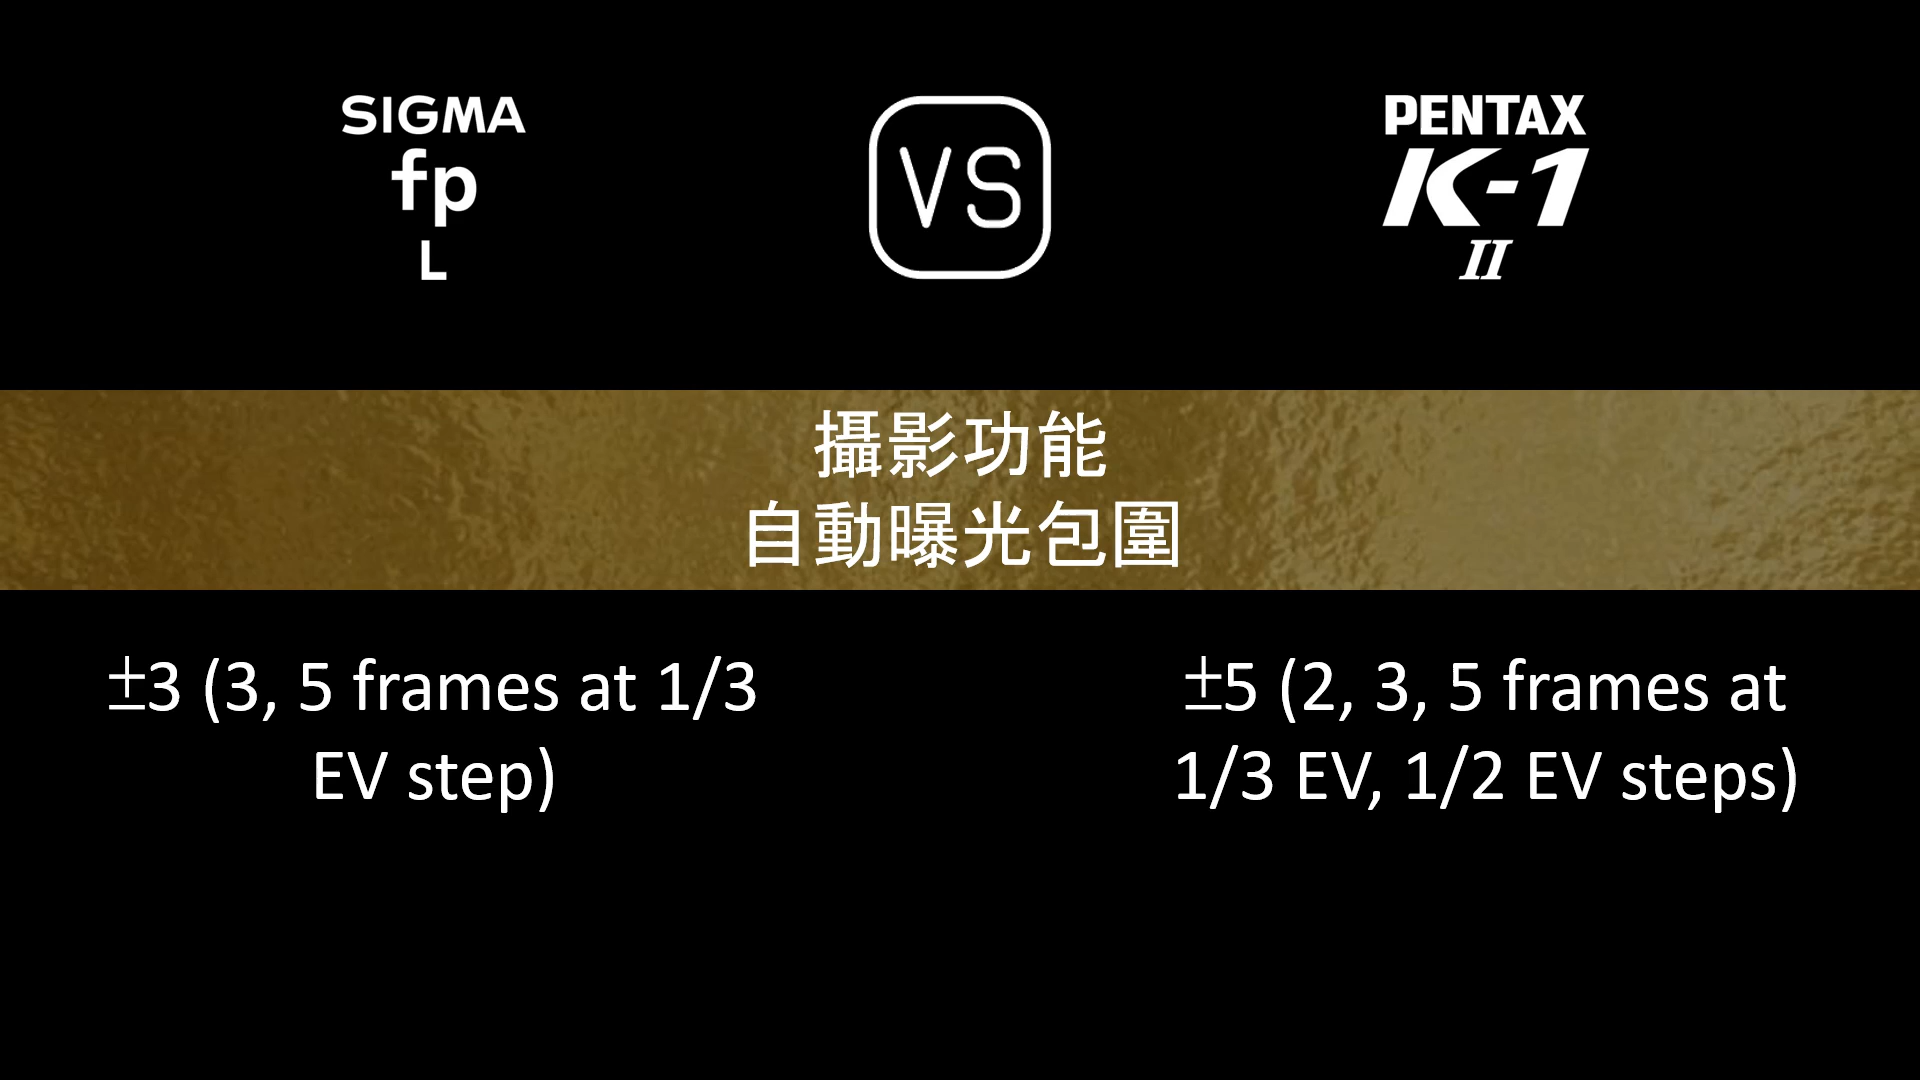 SIGMA
fp
L
VS
PENTAX
K-1
II
攝影功能
自動曝光包圍
±3 (3, 5 frames at 1/3
EV step)
±5 (2, 3, 5 frames at
1/3 EV, 1/2 EV steps)